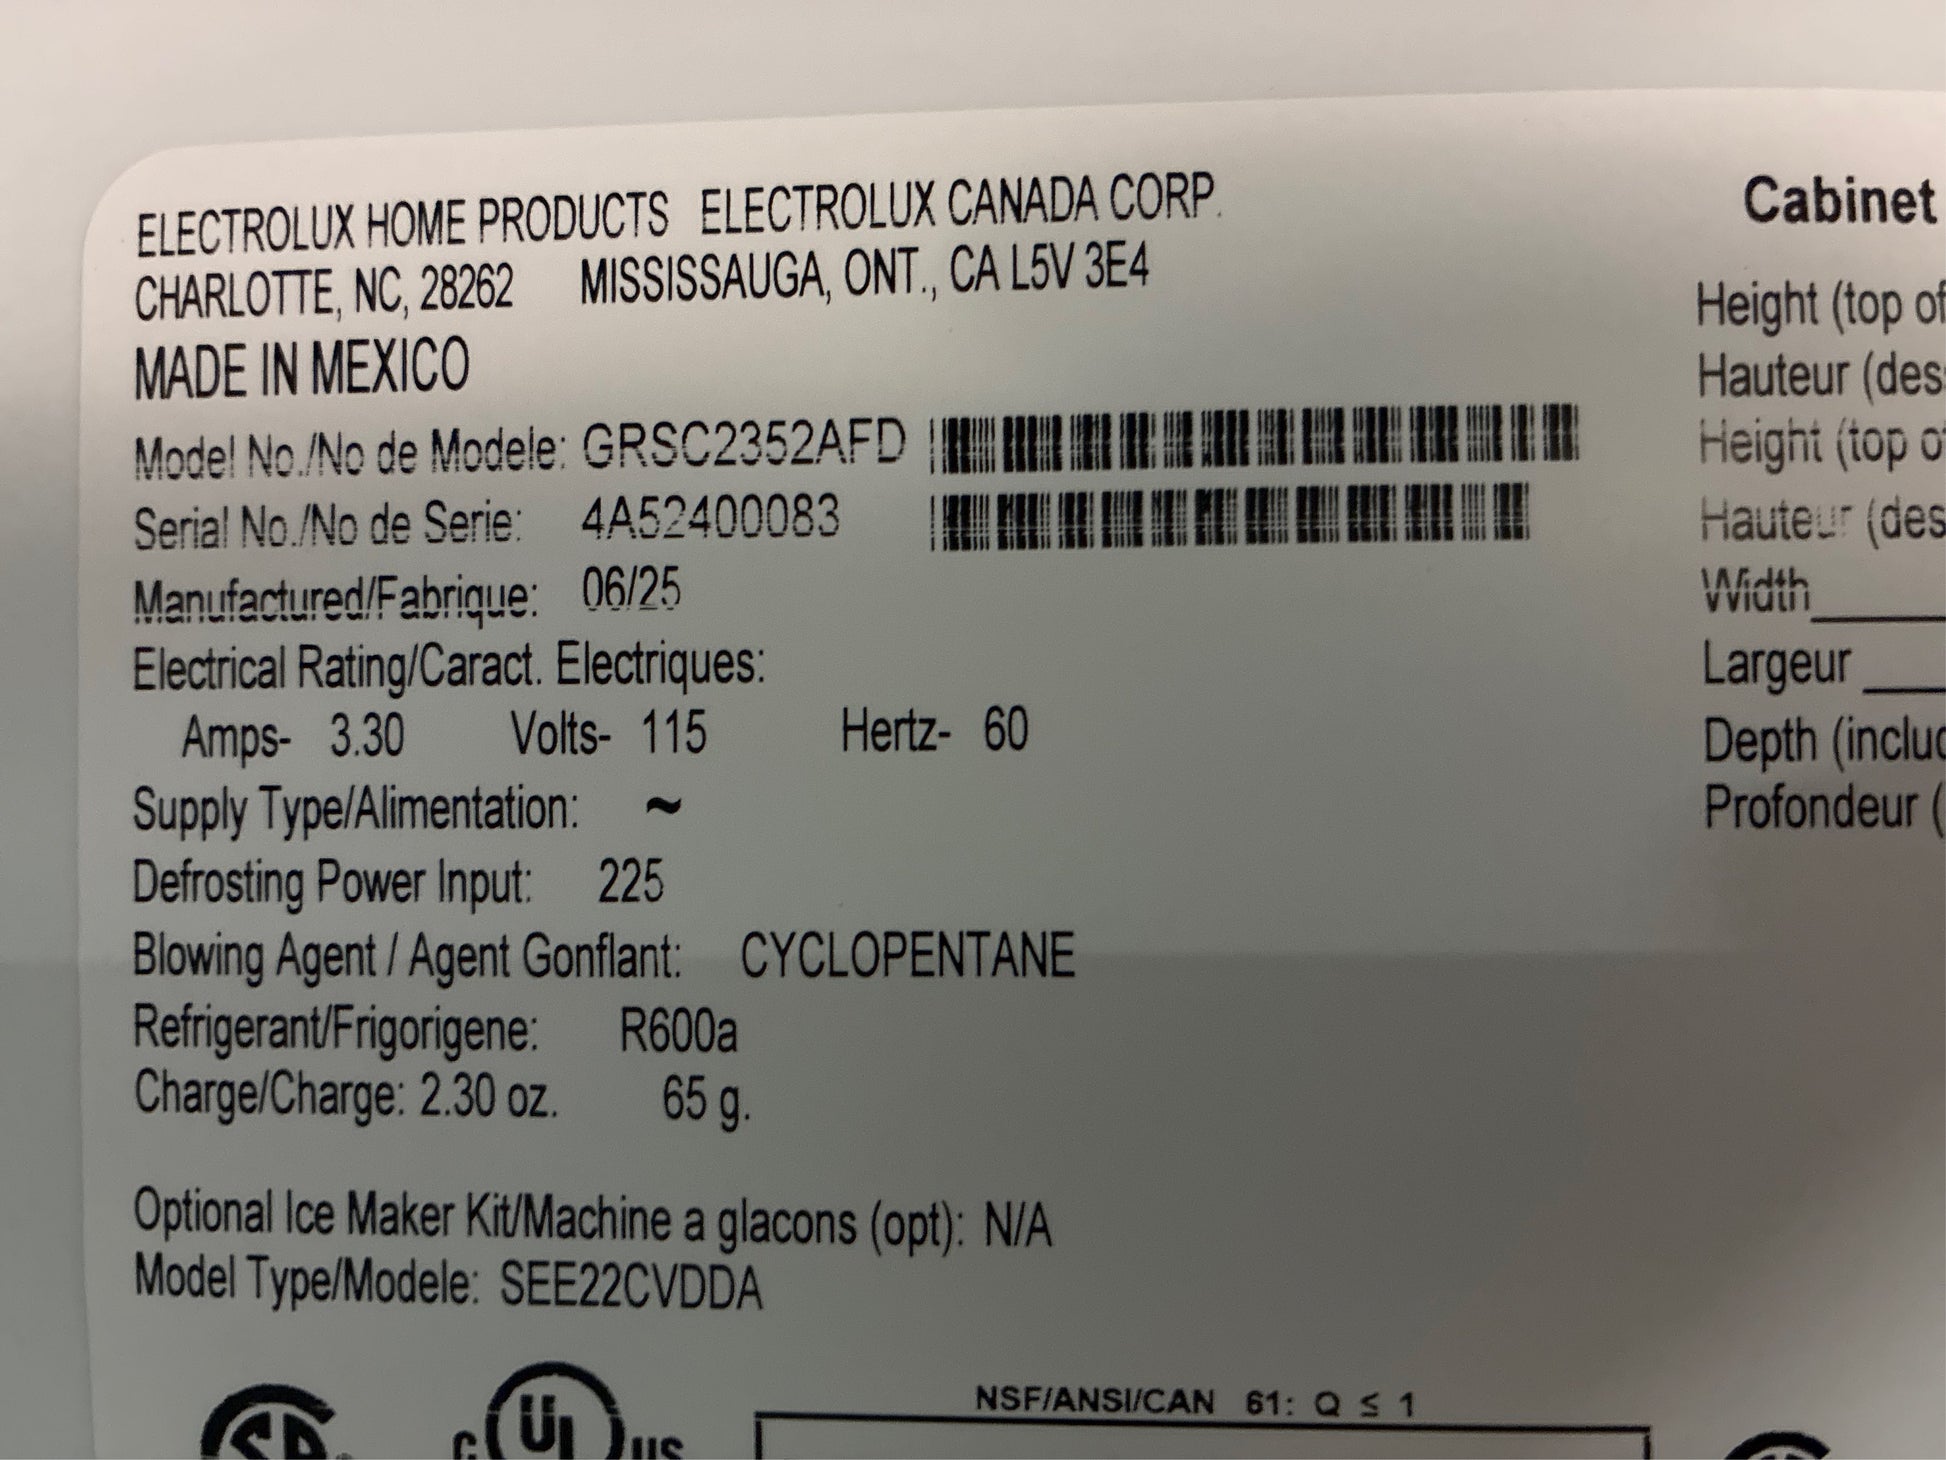 ELECTROLUX HOME PRODUCTS ELECTROLUX CANADA CORP.
CHARLOTTE, NC, 28262 MISSISSAUGA, ONT., CA L5V 3E4
MADE IN MEXICO
Model No./No de Modele: GRSC2352AFD
Serial No./No de Serie: 4A52400083
Manufactured/Fabrique: 06/25
Electrical Rating/Caract. Electriques:
Amps- 3.30 Volts- 115 Hertz- 60
Supply Type/Alimentation: ~
Defrosting Power Input: 225
Blowing Agent / Agent Gonflant: CYCLOPENTANE
Refrigerant/Frigorigene: R600a
Charge/Charge: 2.30 oz. 65 g.
Optional Ice Maker Kit/Machine a glacons (opt): N/A
Model Type/Modele: SEE22CVDDA
C UL US
NSF/ANSI/CAN 61: Q ≤ 1
Cabinet
Height (top of
Hauteur (des
Height (top of
Hauteur (des
Width
Largeur
Depth (includ
Profondeur (